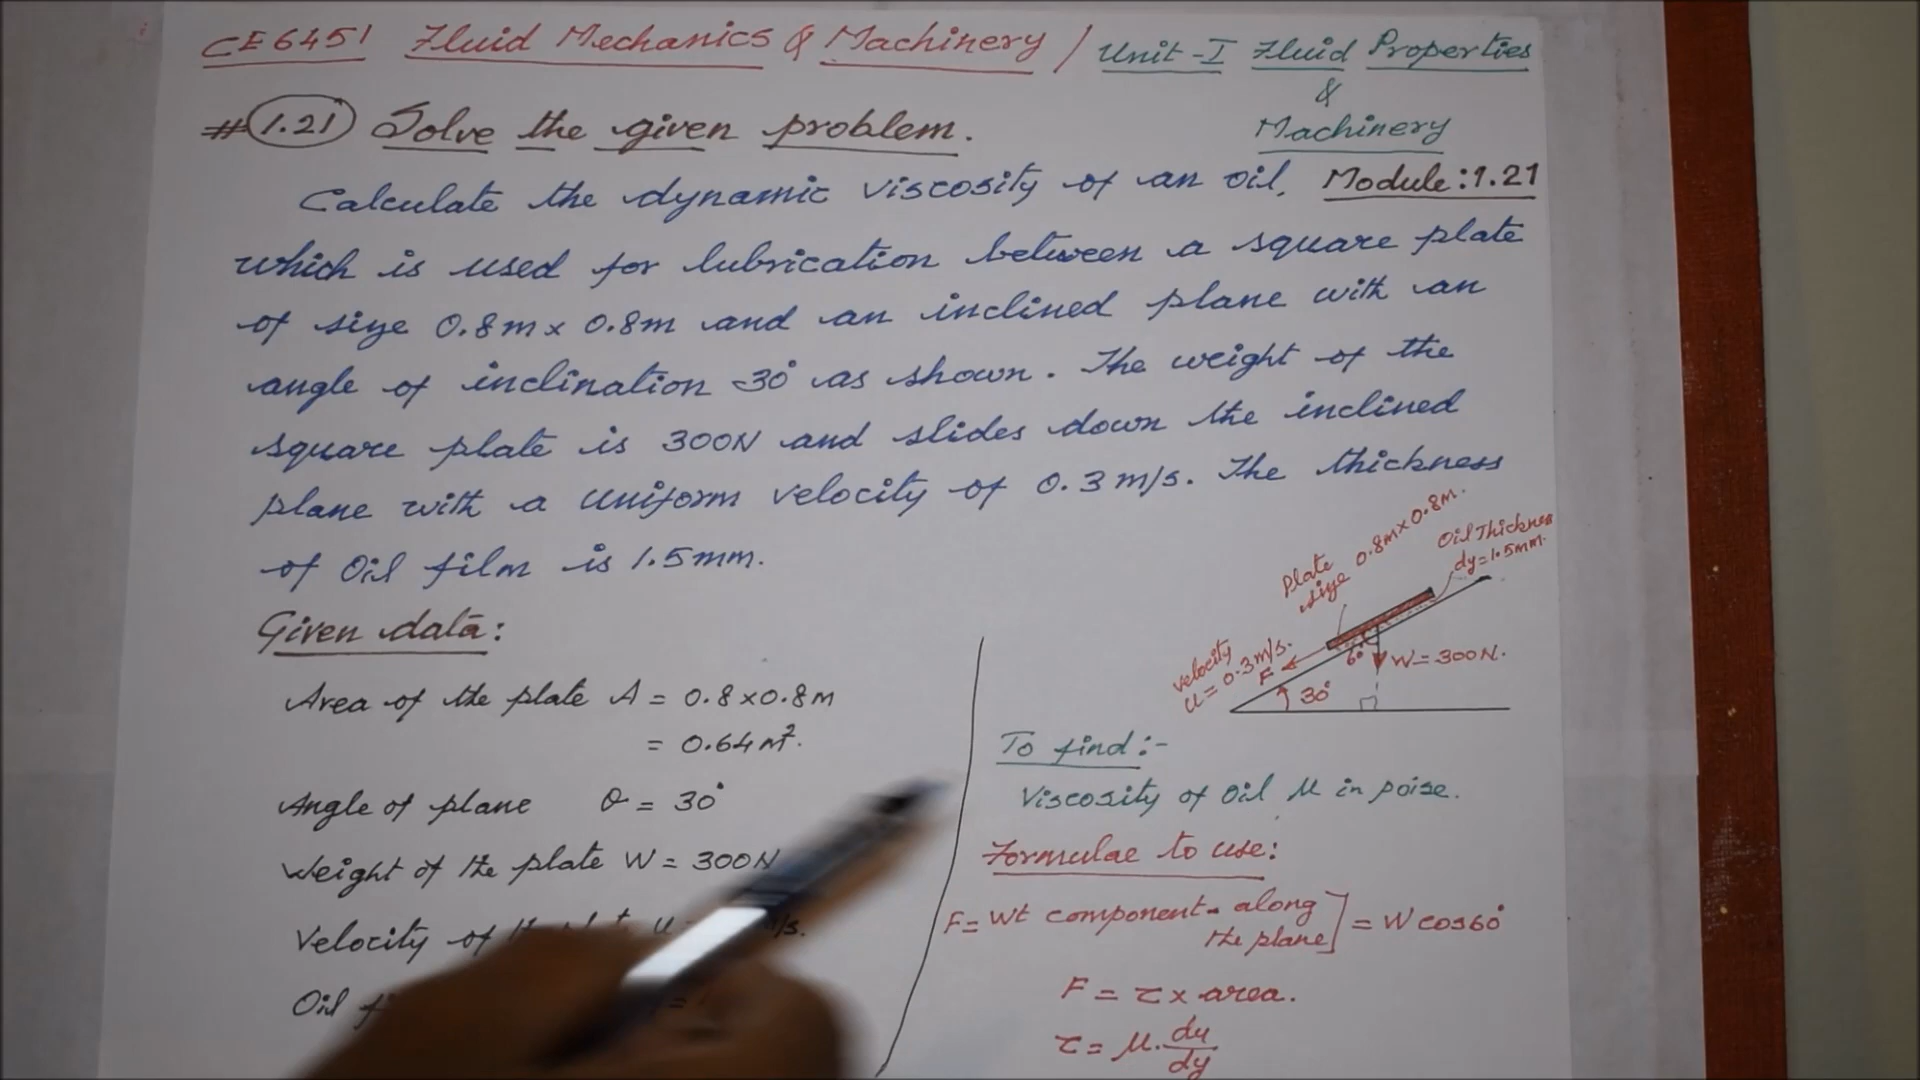 CE6451 Fluid Mechanics & Machinery / Unit-I Fluid Properties
&
Machinery
#1.21 Solve the given problem.
Module:1.21
Calculate the dynamic viscosity of an oil,
which is used for lubrication between a square plate
of size 0.8m x 0.8m and an inclined plane with an
angle of inclination 30° as shown. The weight of the
square plate is 300N and slides down the inclined
plane with a uniform velocity of 0.3 m/s. The thickness
of Oil film is 1.5mm.
Plate
size 0.8m x 0.8m.
Oil Thicknes
dy=1.5mm.
velocity
u = 0.3m/s.
F
60°
W=300N.
30°
Given data:
Area of the plate A = 0.8 x 0.8m
= 0.64m².
Angle of plane θ = 30°
Weight of the plate W = 300N
Velocity of
Oil
To find:-
Viscosity of Oil, μ in poise.
Formulae to use:
F= Wt component along
the plane] = W cos60°
F = τ x area.
τ = μ. du/dy